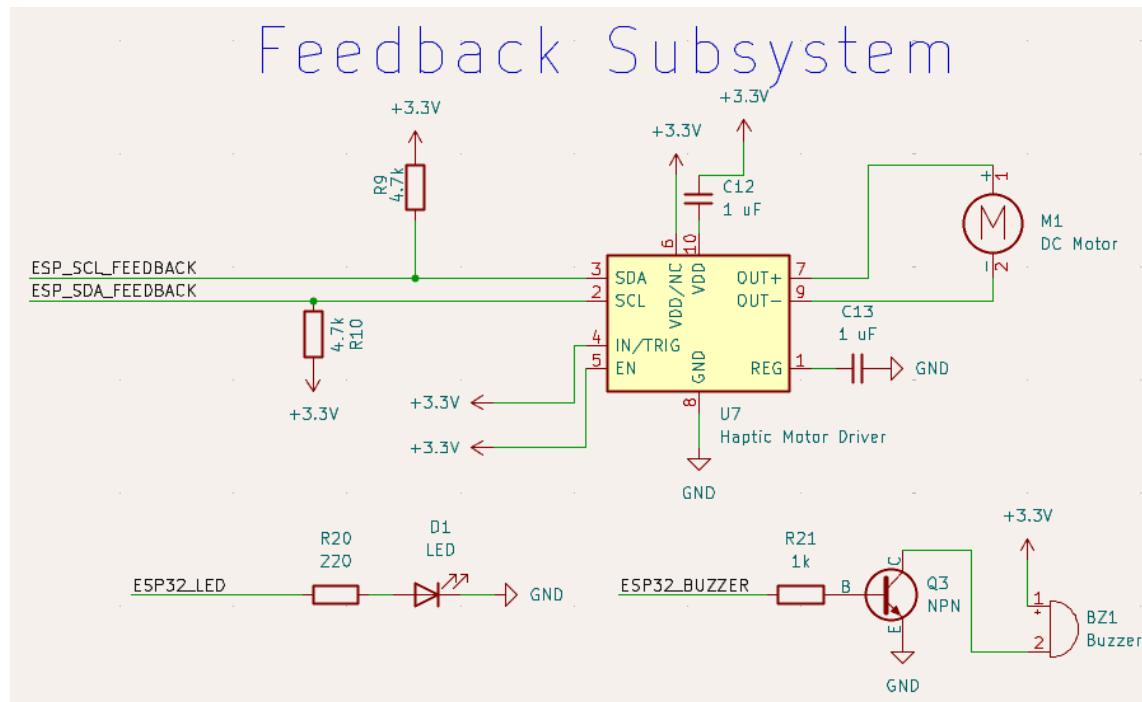 Feedback Subsystem
+3.3V
+3.3V
+3.3V
R9
4.7k
C12
1 uF
+
1
M
M1
DC Motor
-
2
6
10
ESP_SCL_FEEDBACK
3
SDA
VDD/NC
VDD
OUT+
7
ESP_SDA_FEEDBACK
2
SCL
OUT-
9
C13
1 uF
4.7k
R10
4
IN/TRIG
5
EN
GND
REG
1
GND
+3.3V
+3.3V
+3.3V
8
U7
Haptic Motor Driver
GND
+3.3V
R20
220
D1
LED
ESP32_LED
GND
R21
1k
ESP32_BUZZER
B
C
E
Q3
NPN
GND
1
+
2
BZ1
Buzzer